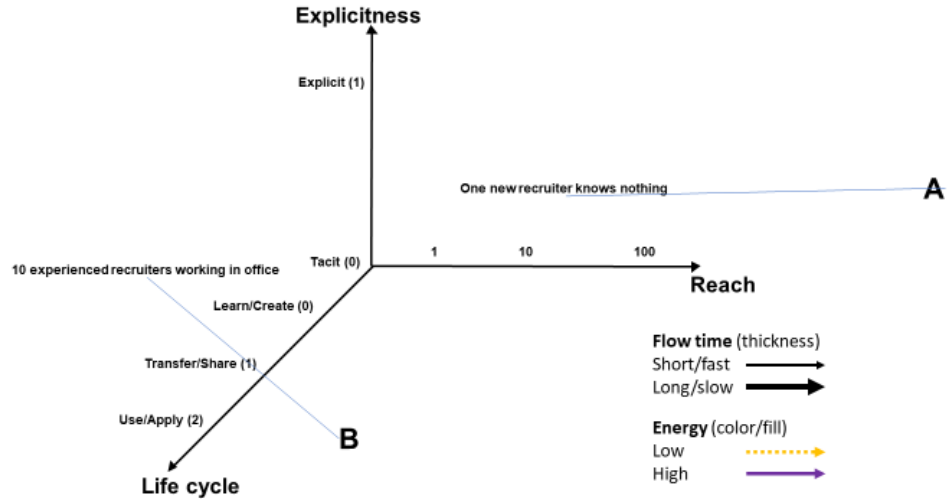 Explicitness
Explicit (1)
One new recruiter knows nothing
A
1 10 100
Tacit (0)
10 experienced recruiters working in office
Reach
Learn/Create (0)
Flow time (thickness)
Short/fast
Transfer/Share (1)
Long/slow
Use/Apply (2)
B
Energy (color/fill)
Low
High
Life cycle